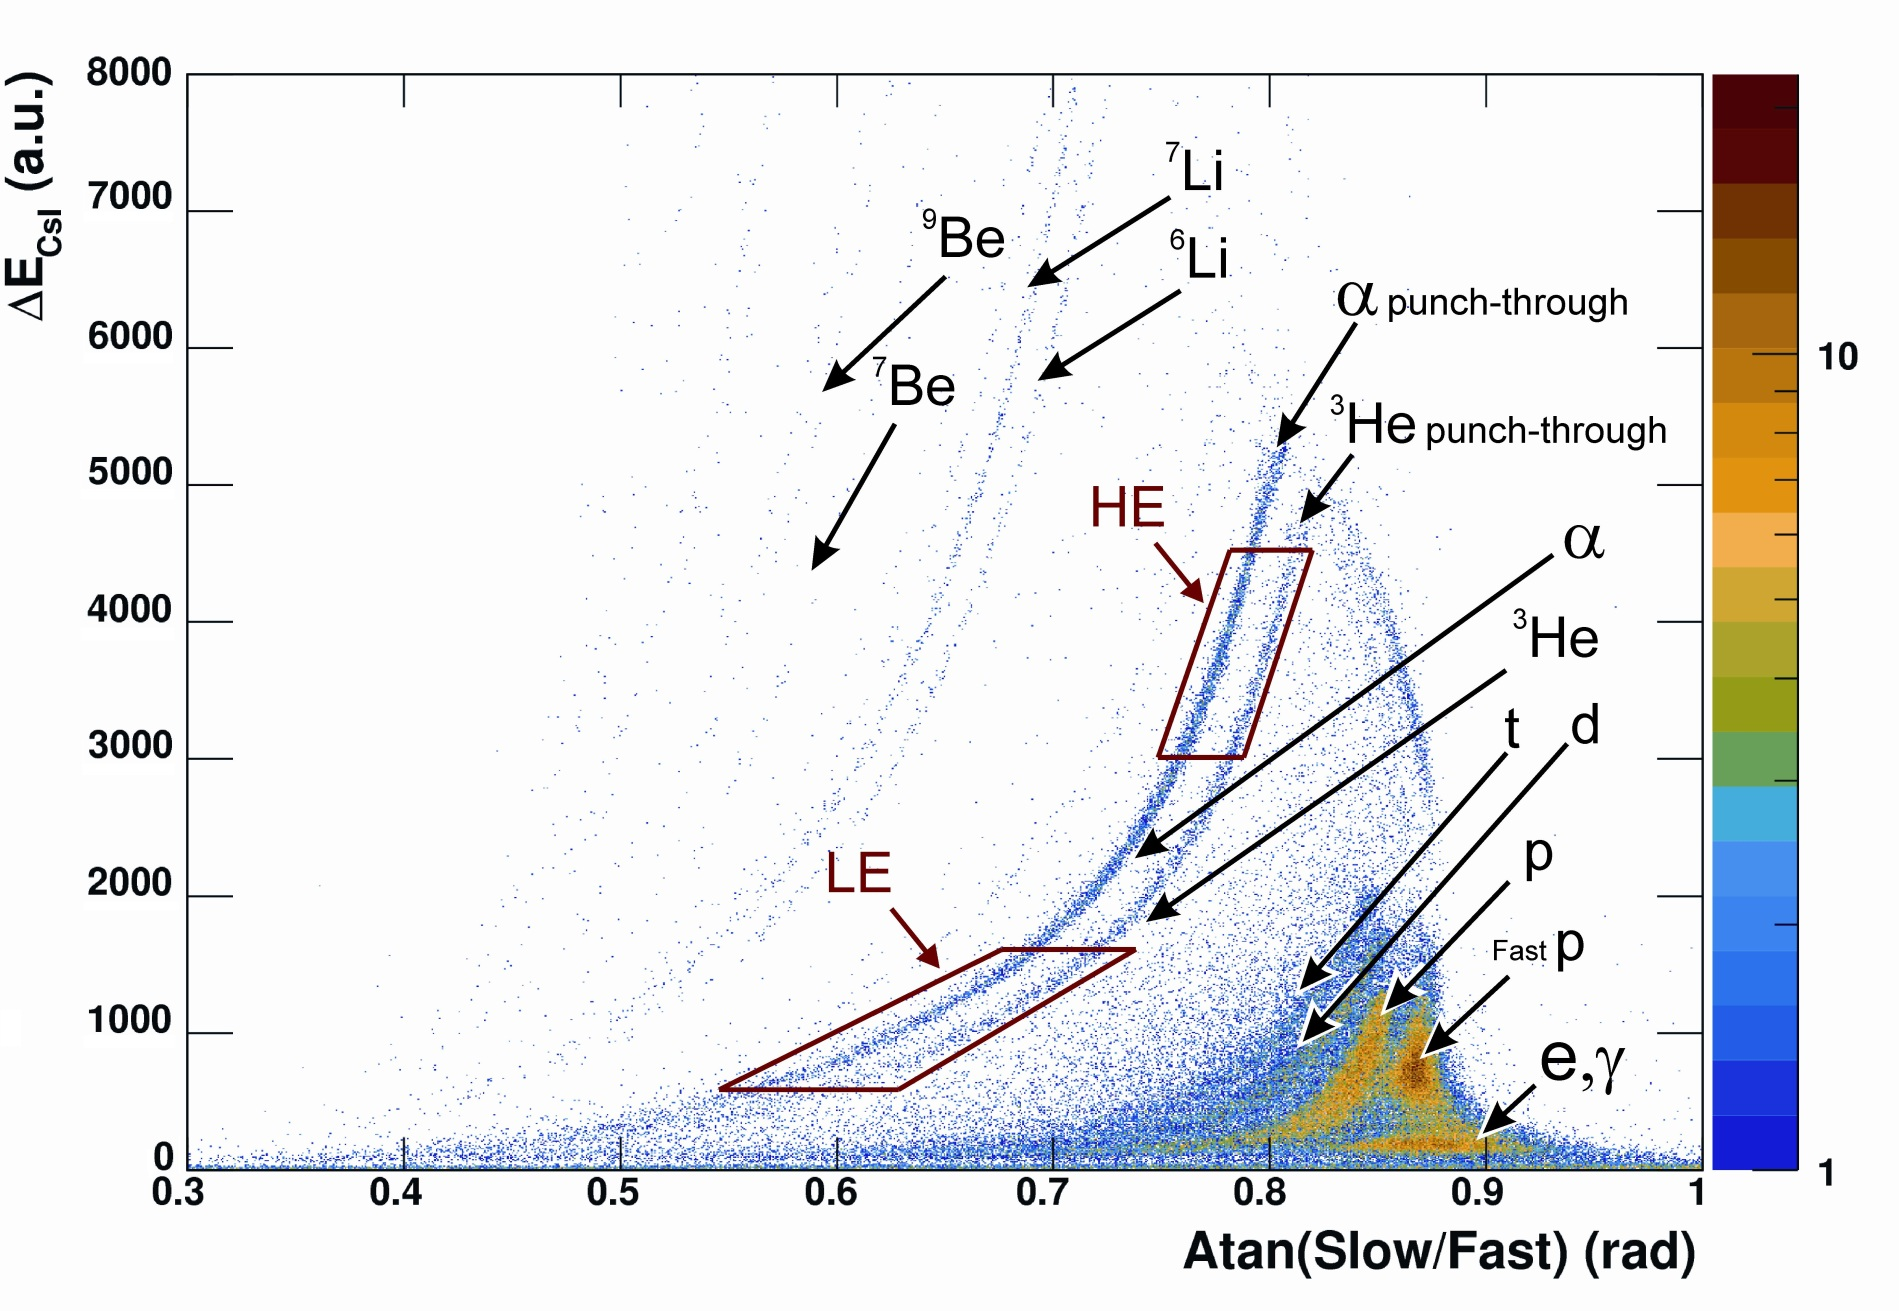 ΔE_CsI (a.u.)
8000
7000
6000
5000
4000
3000
2000
1000
0
0.3 0.4 0.5 0.6 0.7 0.8 0.9 1
Atan(Slow/Fast) (rad)
⁷Li
⁹Be
⁶Li
α punch-through
⁷Be
³He punch-through
HE
α
³He
t d
p
LE
Fast p
e,γ
10
1